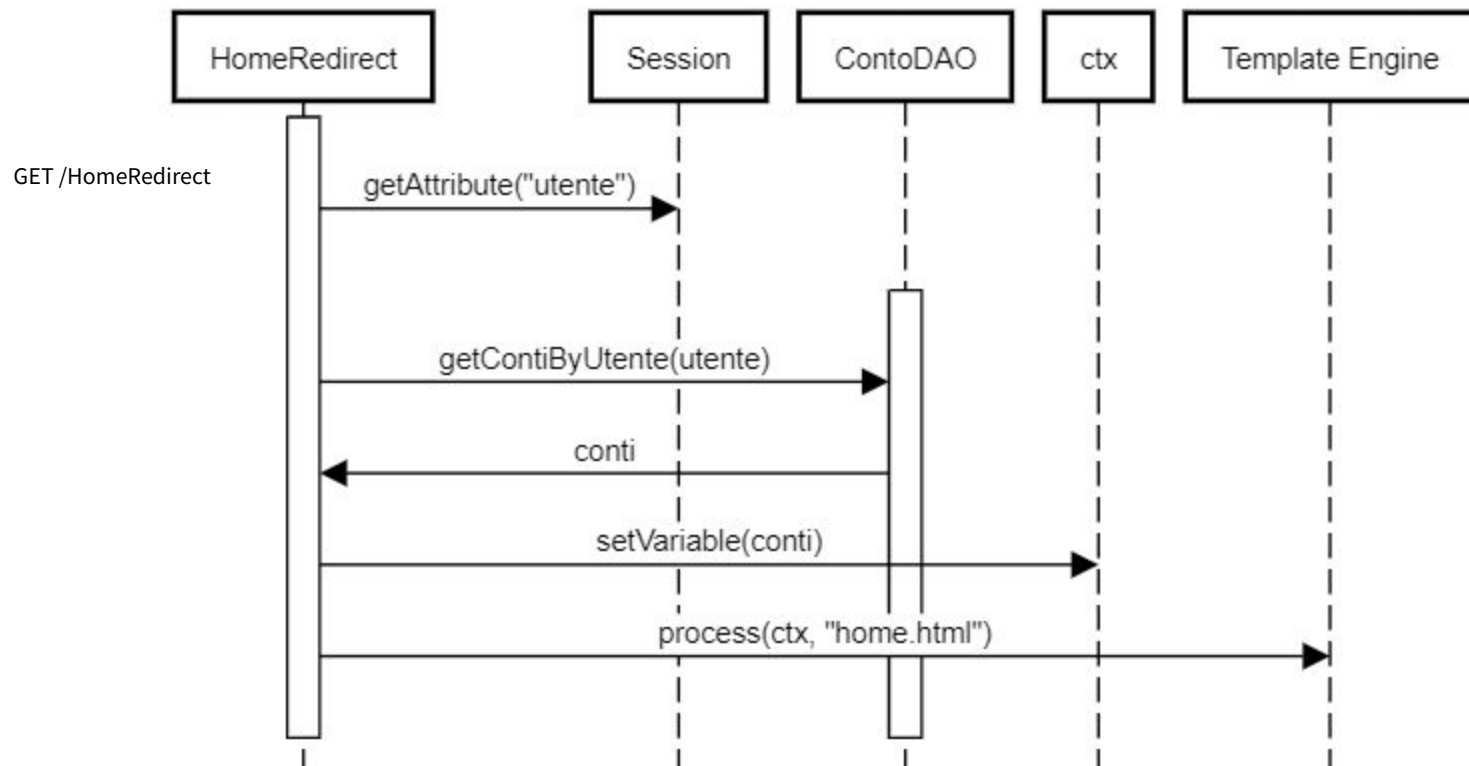 HomeRedirect
Session
ContoDAO
ctx
Template Engine
GET /HomeRedirect
getAttribute("utente")
getContiByUtente(utente)
conti
setVariable(conti)
process(ctx, "home.html")